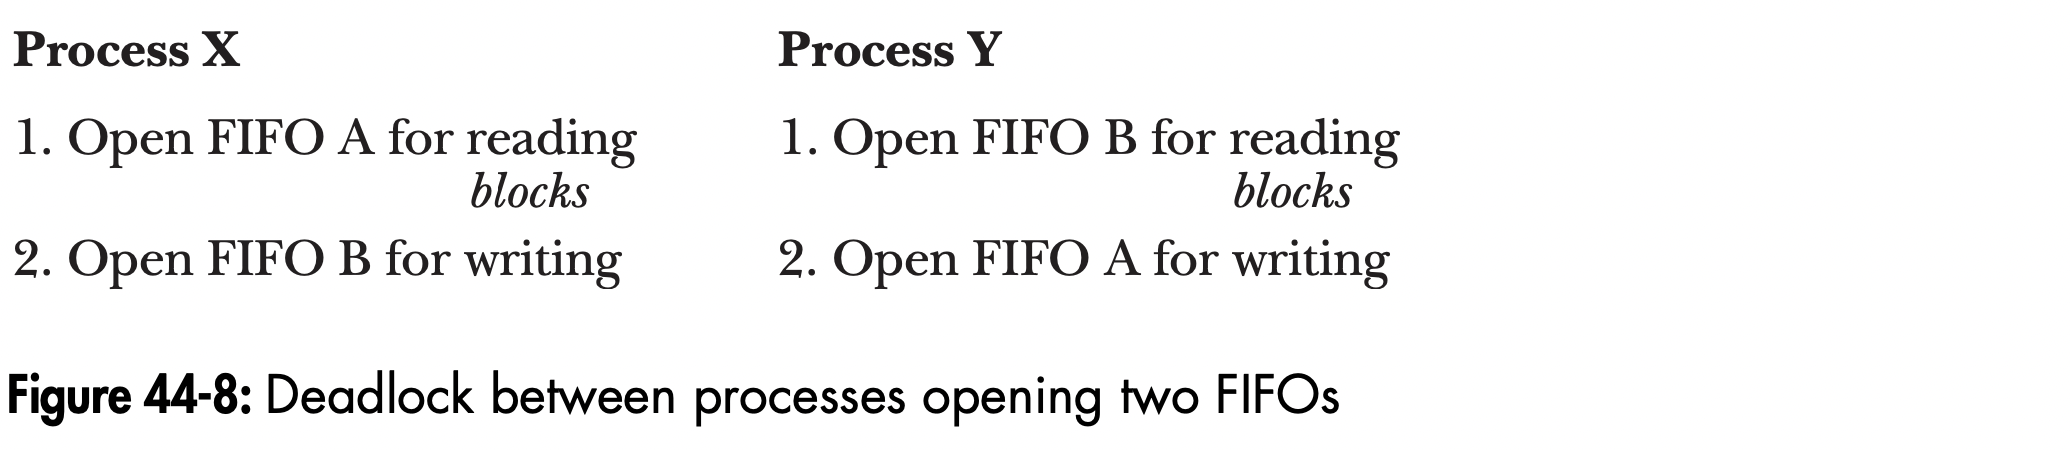 Process X
1. Open FIFO A for reading
blocks
2. Open FIFO B for writing
Process Y
1. Open FIFO B for reading
blocks
2. Open FIFO A for writing
Figure 44-8: Deadlock between processes opening two FIFOs